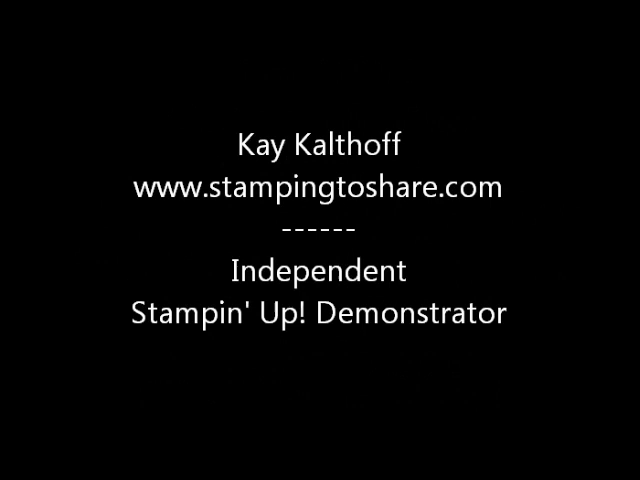 Kay Kalthoff
www.stampingtoshare.com
------
Independent
Stampin' Up! Demonstrator